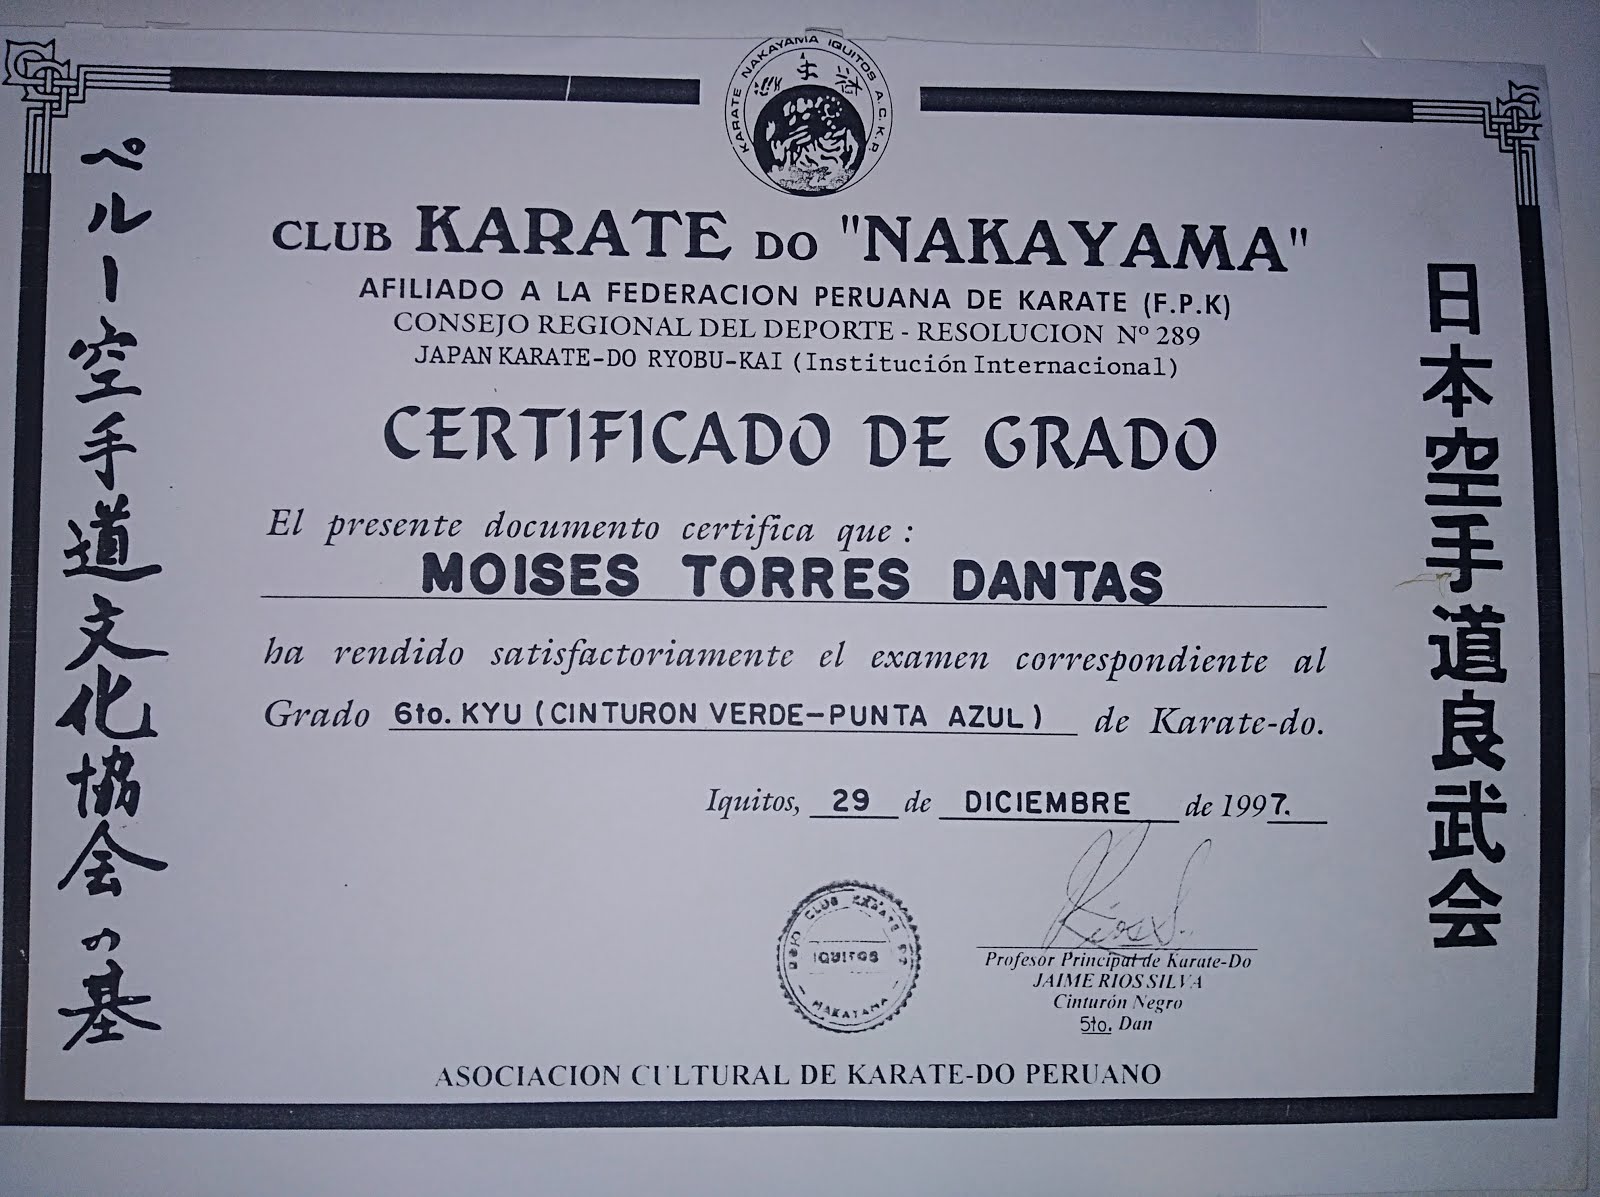 KARATE NAKAYAMA IQUITOS A.C.K.P.
CLUB KARATE DO "NAKAYAMA"
AFILIADO A LA FEDERACION PERUANA DE KARATE (F.P.K)
CONSEJO REGIONAL DEL DEPORTE - RESOLUCION Nº 289
JAPAN KARATE-DO RYOBU-KAI (Institución Internacional)
CERTIFICADO DE GRADO
El presente documento certifica que :
MOISES TORRES DANTAS
ha rendido satisfactoriamente el examen correspondiente al
Grado 6to. KYU (CINTURON VERDE-PUNTA AZUL) de Karate-do.
Iquitos, 29 de DICIEMBRE de 1997.
CLUB KARATE DO
IQUITOS
NAKAYAMA
Rios S.
Profesor Principal de Karate-Do
JAIME RIOS SILVA
Cinturón Negro
5to. Dan
ASOCIACION CULTURAL DE KARATE-DO PERUANO
ペルー空手道文化協会の基
日本空手道良武会